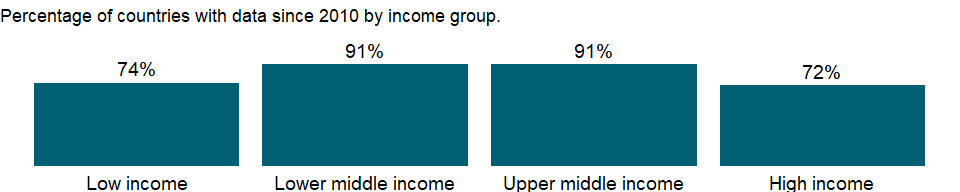 Percentage of countries with data since 2010 by income group.
74%
91%
91%
72%
Low income
Lower middle income
Upper middle income
High income